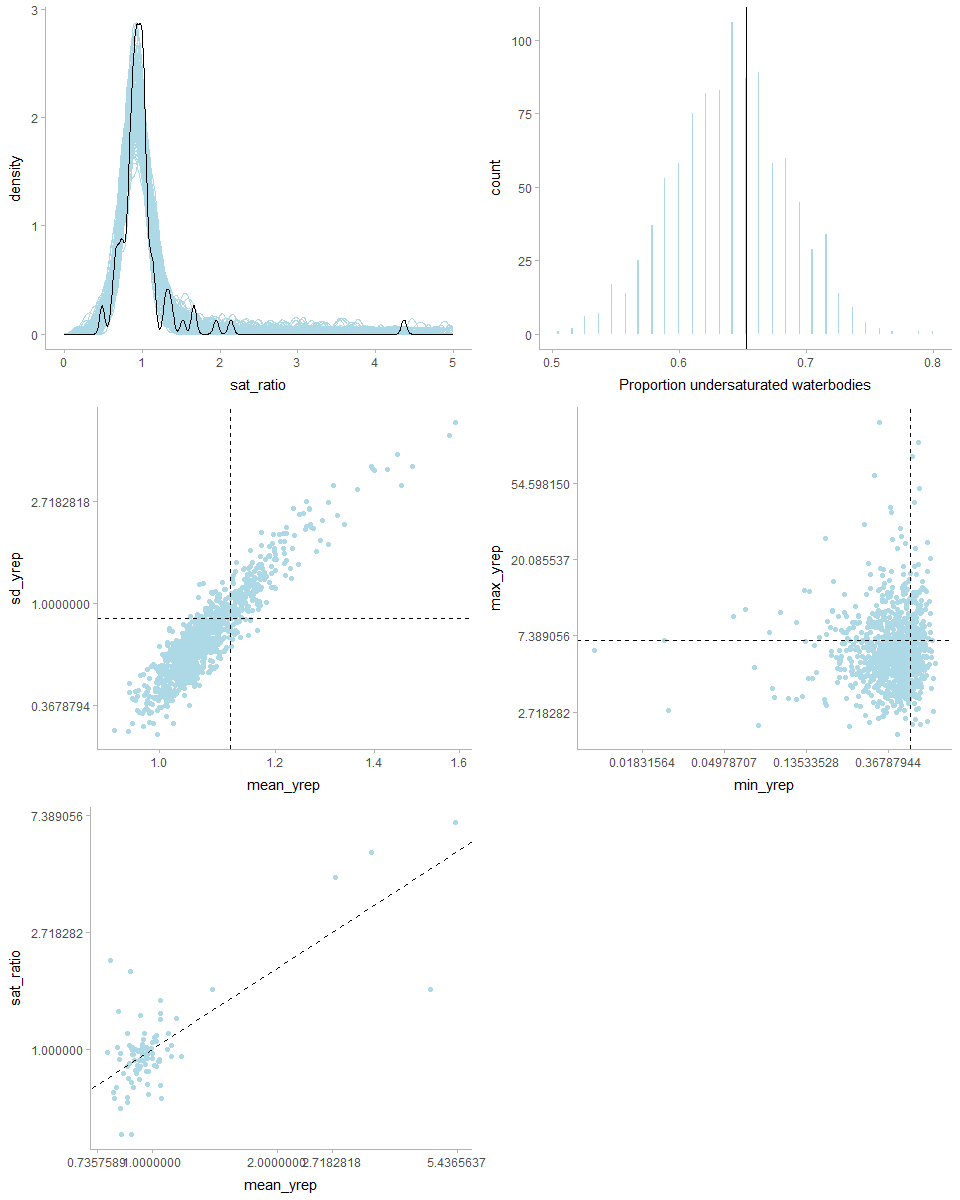 3
2
1
0
density
0 1 2 3 4 5
sat_ratio
100
75
50
25
0
count
0.5 0.6 0.7 0.8
Proportion undersaturated waterbodies
2.7182818
1.0000000
0.3678794
sd_yrep
1.0 1.2 1.4 1.6
mean_yrep
54.598150
20.085537
7.389056
2.718282
max_yrep
0.01831564 0.04978707 0.13533528 0.36787944
min_yrep
7.389056
2.718282
1.000000
sat_ratio
0.7357589 1.0000000 2.0000000 2.7182818 5.4365637
mean_yrep